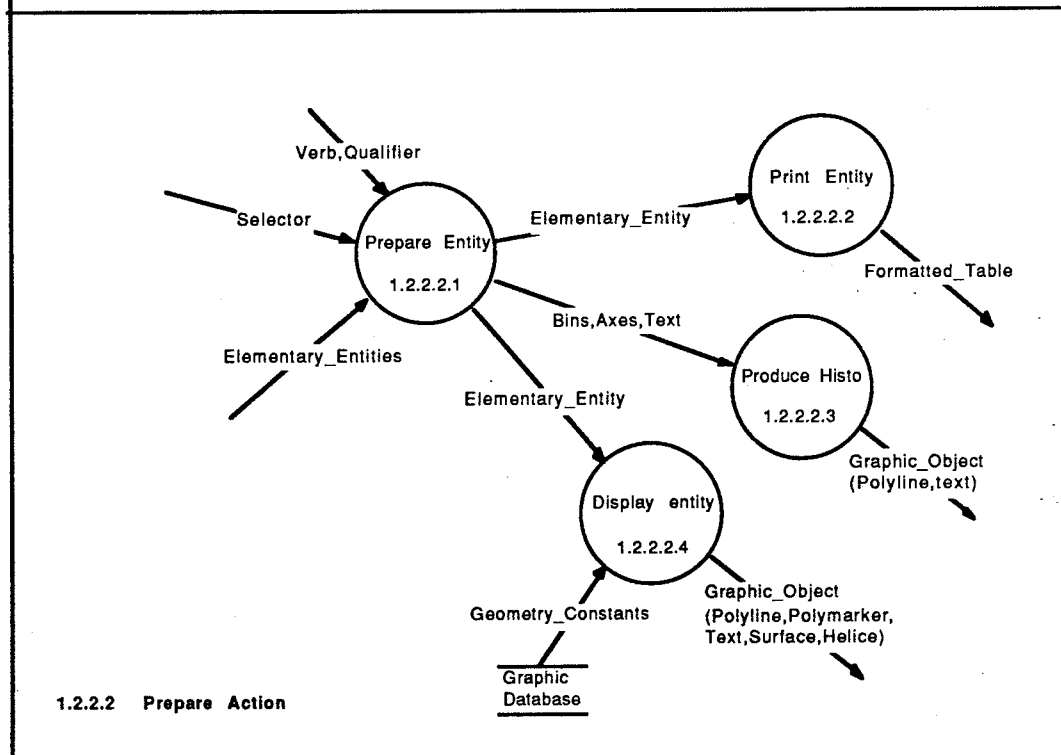 Verb,Qualifier
Selector
Prepare Entity
1.2.2.2.1
Elementary_Entities
Elementary_Entity
Print Entity
1.2.2.2.2
Formatted_Table
Bins,Axes,Text
Produce Histo
1.2.2.2.3
Graphic_Object
(Polyline,text)
Elementary_Entity
Display entity
1.2.2.2.4
Geometry_Constants
Graphic
Database
Graphic_Object
(Polyline,Polymarker,
Text,Surface,Helice)
1.2.2.2 Prepare Action